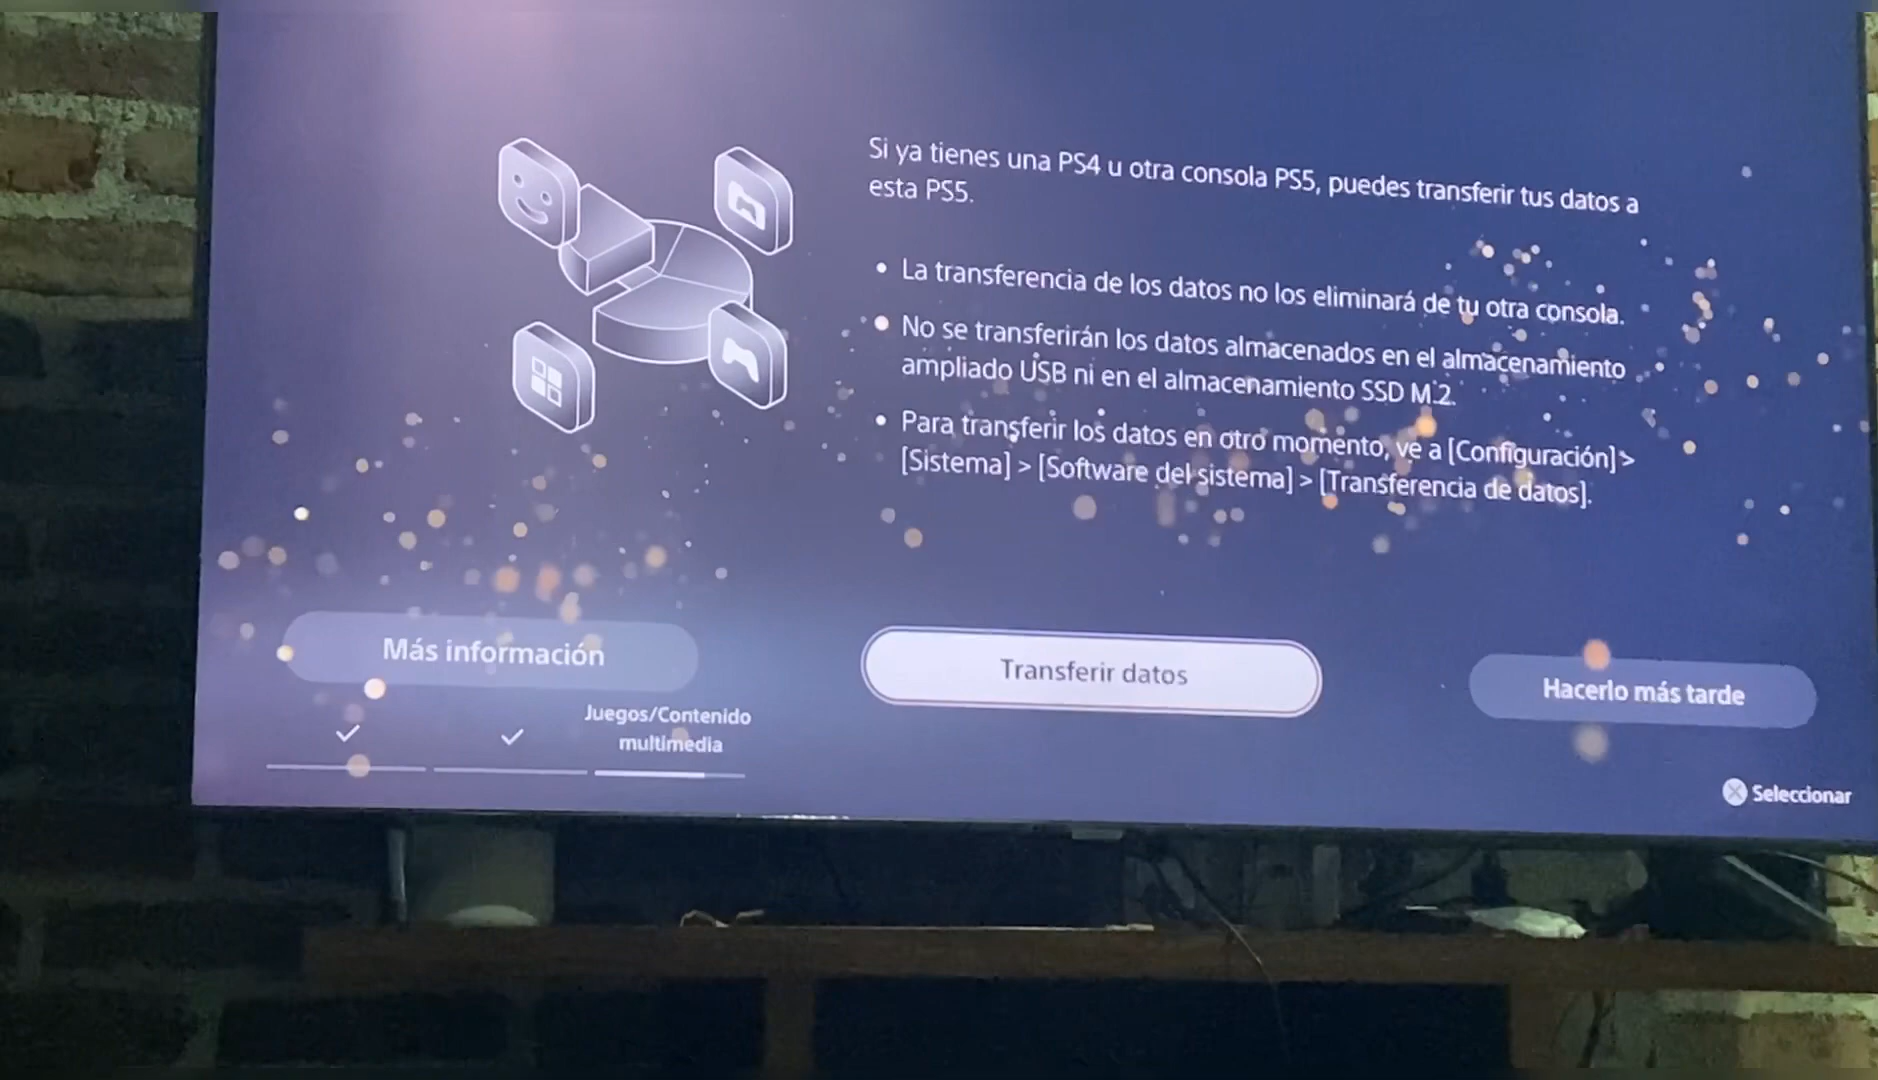 Si ya tienes una PS4 u otra consola PS5, puedes transferir tus datos a
esta PS5.
• La transferencia de los datos no los eliminará de tu otra consola.
• No se transferirán los datos almacenados en el almacenamiento
ampliado USB ni en el almacenamiento SSD M.2.
• Para transferir los datos en otro momento, ve a [Configuración] >
[Sistema] > [Software del sistema] > [Transferencia de datos].
Más información
Transferir datos
Hacerlo más tarde
Juegos/Contenido
multimedia
Seleccionar